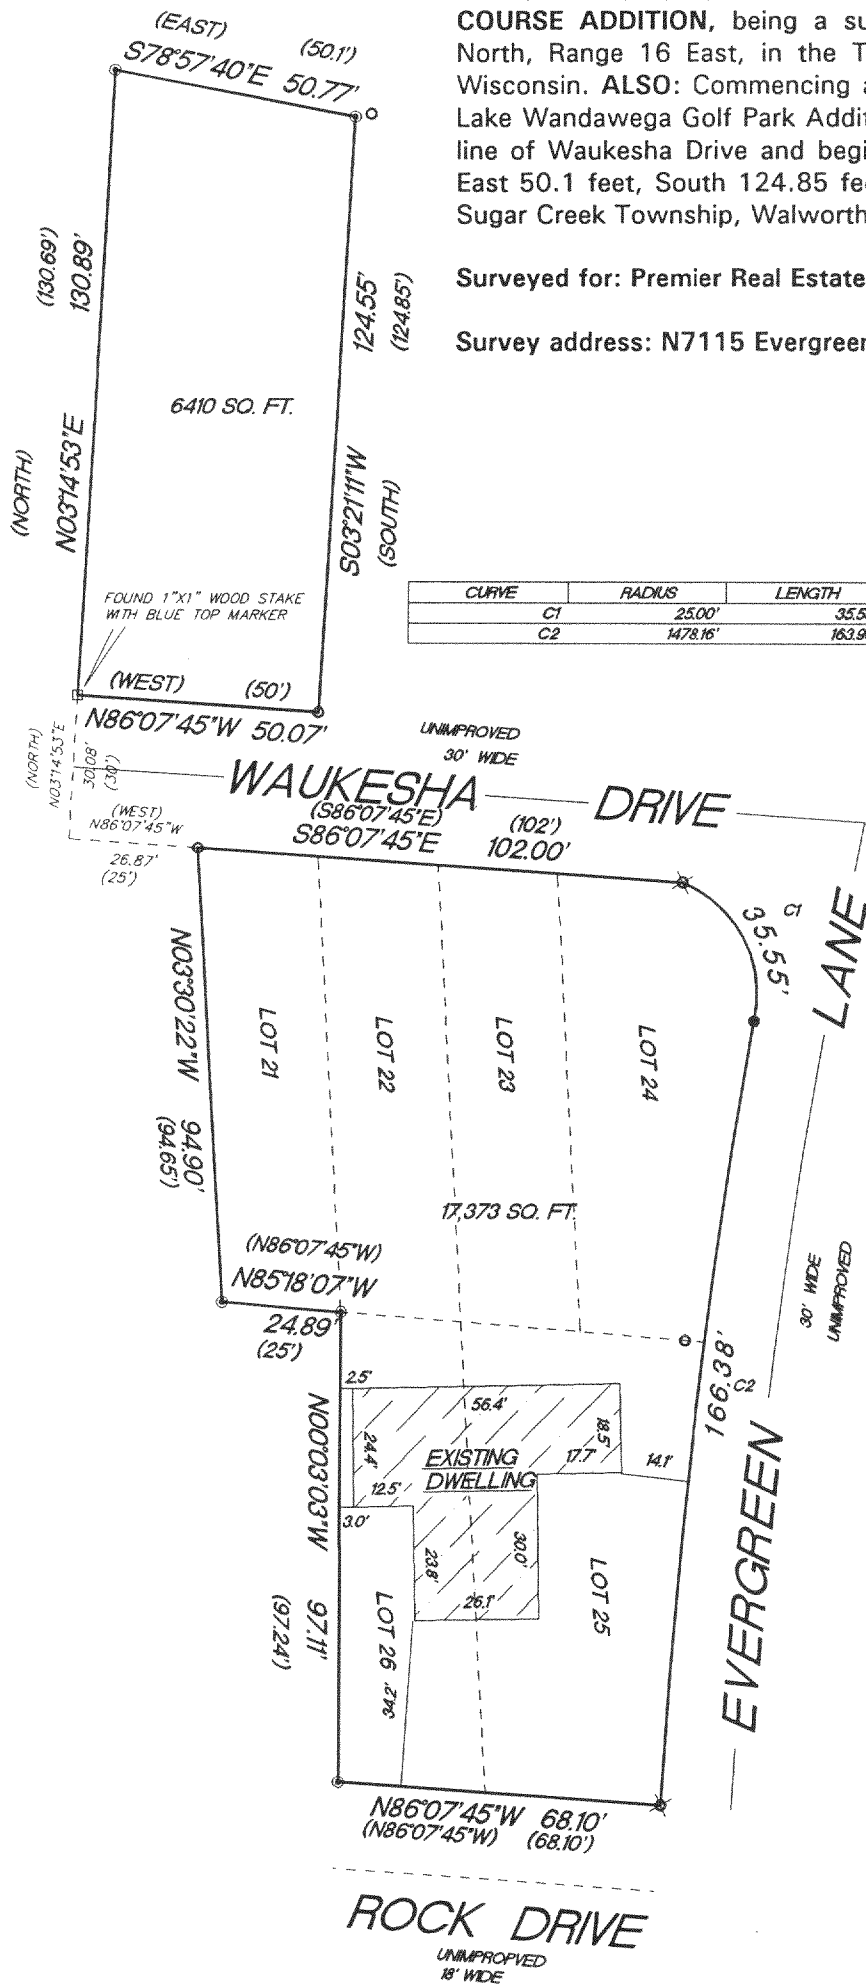 COURSE ADDITION, being a su
North, Range 16 East, in the T
Wisconsin. ALSO: Commencing a
Lake Wandawega Golf Park Addit
line of Waukesha Drive and begi
East 50.1 feet, South 124.85 fe
Sugar Creek Township, Walworth
Surveyed for: Premier Real Estate
Survey address: N7115 Evergreen
(EAST) (50.1')
S78°57'40"E 50.77'
(130.69')
130.89'
(NORTH)
N03°14'53"E
124.55'
(124.85')
S03°21'11"W
(SOUTH)
6410 SQ. FT.
FOUND 1"X1" WOOD STAKE
WITH BLUE TOP MARKER
(WEST) (50')
N86°07'45"W 50.07'
CURVE RADIUS LENGTH
C1 25.00' 35.5
C2 1478.16' 163.9
UNIMPROVED
30' WIDE
WAUKESHA DRIVE
(NORTH)
N03°14'53"E
30.08'
(30')
(WEST)
N86°07'45"W
26.87'
(25')
(S86°07'45"E) (102')
S86°07'45"E 102.00'
C1
35.55'
LANE
N03°30'22"W
94.90'
(94.65')
LOT 21
LOT 22
LOT 23
LOT 24
17,373 SQ. FT.
(N86°07'45"W)
N85°18'07"W
24.89'
(25')
30' WIDE
UNIMPROVED
166.38'
C2
EVERGREEN
N00°03'03"W
97.11'
(97.24')
2.5'
56.4'
18.5'
24.4'
EXISTING
DWELLING
17.7'
14.1'
12.5'
3.0'
23.8'
30.0'
26.1'
LOT 25
LOT 26
34.2'
N86°07'45"W 68.10'
(N86°07'45"W) (68.10')
ROCK DRIVE
UNIMPROPVED
18' WIDE